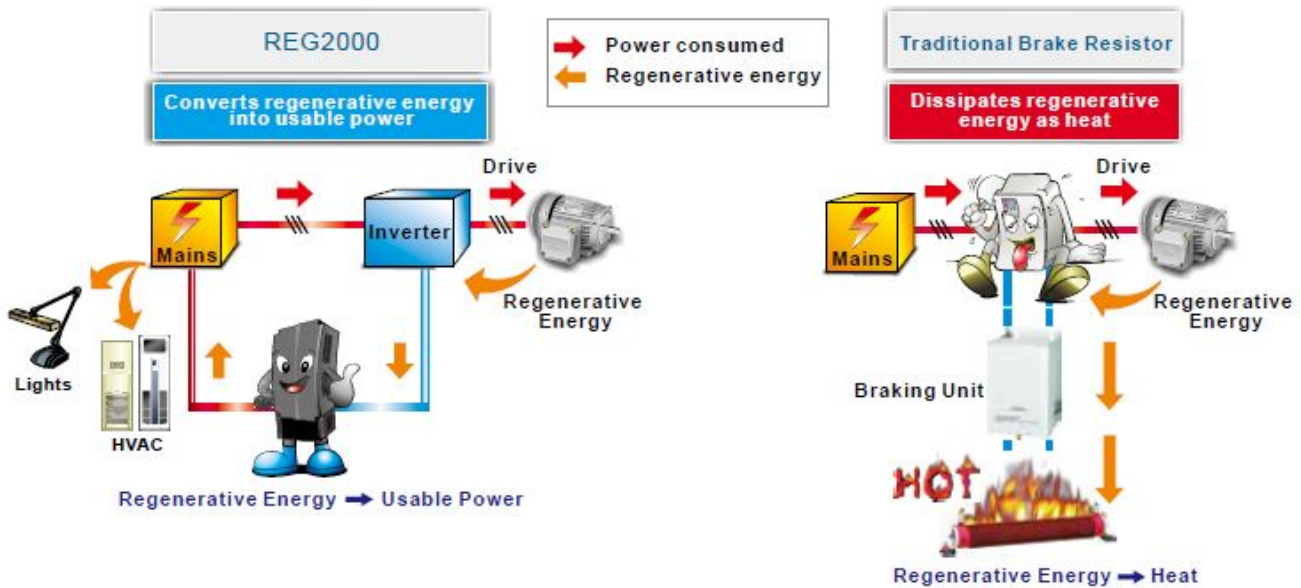 REG2000
Converts regenerative energy
into usable power
Power consumed
Regenerative energy
Traditional Brake Resistor
Dissipates regenerative
energy as heat
Drive
Mains
Inverter
Regenerative
Energy
Lights
HVAC
Regenerative Energy ➡ Usable Power
Drive
Mains
Regenerative
Energy
Braking Unit
HOT
Regenerative Energy ➡ Heat